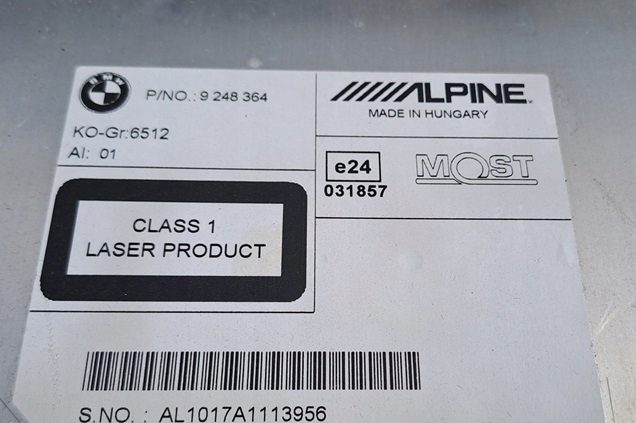 BMW
P/NO.: 9 248 364
KO-Gr:6512
AI: 01
ALPINE
MADE IN HUNGARY
e24
031857
MOST
CLASS 1
LASER PRODUCT
S.NO. : AL1017A1113956